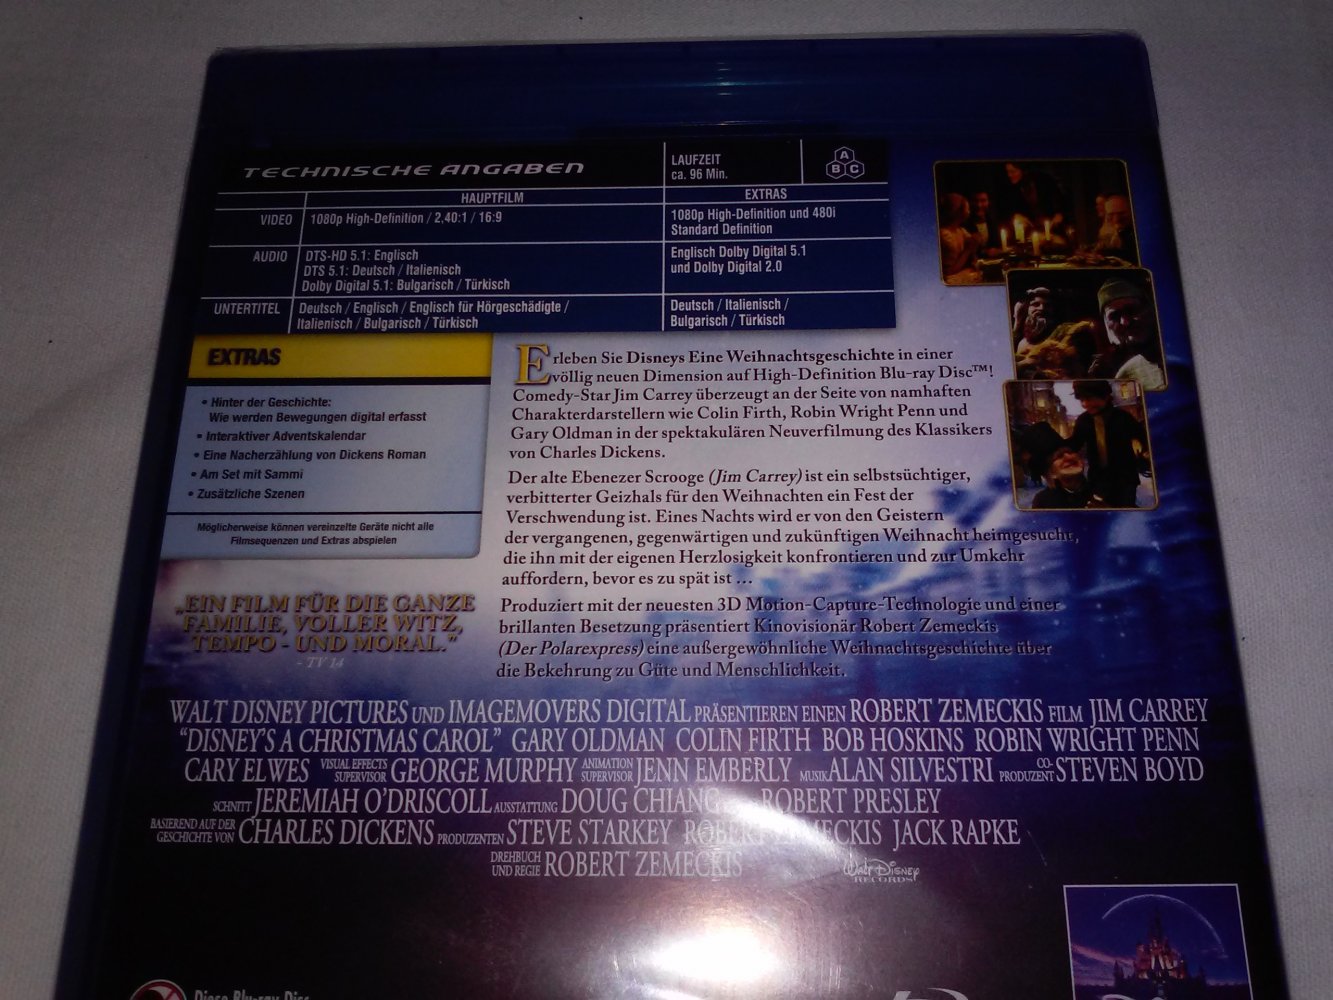 TECHNISCHE ANGABEN
LAUFZEIT
ca. 96 Min.
A
B C
HAUPTFILM
EXTRAS
VIDEO
1080p High-Definition / 2,40:1 / 16:9
1080p High-Definition und 480i
Standard Definition
AUDIO
DTS-HD 5.1: Englisch
DTS 5.1: Deutsch / Italienisch
Dolby Digital 5.1: Bulgarisch / Türkisch
Englisch Dolby Digital 5.1
und Dolby Digital 2.0
UNTERTITEL
Deutsch / Englisch / Englisch für Hörgeschädigte /
Italienisch / Bulgarisch / Türkisch
Deutsch / Italienisch /
Bulgarisch / Türkisch
EXTRAS
• Hinter der Geschichte:
Wie werden Bewegungen digital erfasst
• Interaktiver Adventskalendar
• Eine Nacherzählung von Dickens Roman
• Am Set mit Sammi
• Zusätzliche Szenen
Möglicherweise können vereinzelte Geräte nicht alle
Filmsequenzen und Extras abspielen
„EIN FILM FÜR DIE GANZE
FAMILIE, VOLLER WITZ,
TEMPO - UND MORAL."
- TV 14
Erleben Sie Disneys Eine Weihnachtsgeschichte in einer
völlig neuen Dimension auf High-Definition Blu-ray Disc™!
Comedy-Star Jim Carrey überzeugt an der Seite von namhaften
Charakterdarstellern wie Colin Firth, Robin Wright Penn und
Gary Oldman in der spektakulären Neuverfilmung des Klassikers
von Charles Dickens.
Der alte Ebenezer Scrooge (Jim Carrey) ist ein selbstsüchtiger,
verbitterter Geizhals für den Weihnachten ein Fest der
Verschwendung ist. Eines Nachts wird er von den Geistern
der vergangenen, gegenwärtigen und zukünftigen Weihnacht heimgesucht,
die ihn mit der eigenen Herzlosigkeit konfrontieren und zur Umkehr
auffordern, bevor es zu spät ist ...
Produziert mit der neuesten 3D Motion-Capture-Technologie und einer
brillanten Besetzung präsentiert Kinovisionär Robert Zemeckis
(Der Polarexpress) eine außergewöhnliche Weihnachtsgeschichte über
die Bekehrung zu Güte und Menschlichkeit.
WALT DISNEY PICTURES UND IMAGEMOVERS DIGITAL PRÄSENTIEREN EINEN ROBERT ZEMECKIS FILM JIM CARREY
"DISNEY'S A CHRISTMAS CAROL" GARY OLDMAN COLIN FIRTH BOB HOSKINS ROBIN WRIGHT PENN
CARY ELWES VISUAL EFFECTS SUPERVISOR GEORGE MURPHY ANIMATION SUPERVISOR JENN EMBERLY MUSIK ALAN SILVESTRI CO-PRODUZENT STEVEN BOYD
SCHNITT JEREMIAH O'DRISCOLL AUSSTATTUNG DOUG CHIANG ROBERT PRESLEY
BASIEREND AUF DER GESCHICHTE VON CHARLES DICKENS PRODUZENTEN STEVE STARKEY ROBERT ZEMECKIS JACK RAPKE
DREHBUCH UND REGIE ROBERT ZEMECKIS
WALT DISNEY
RECORDS
Diese Blu-ray Disc